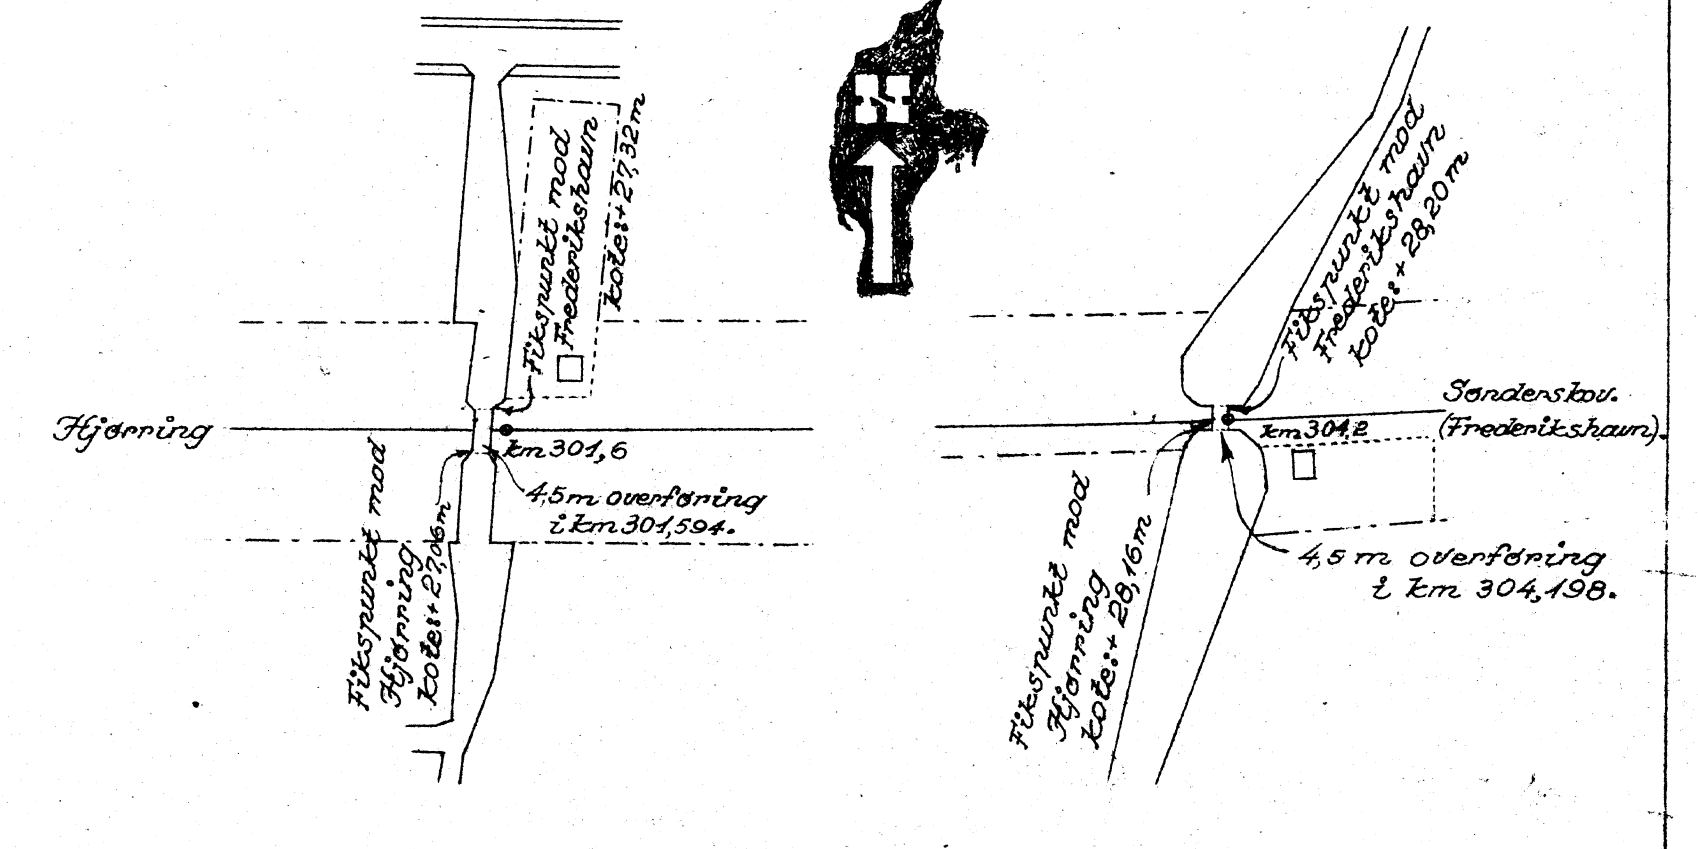 Fikspunkt mod
Frederikshavn
kote:+27,32m
Hjørring
km 301,6
4,5m overføring
i km 301,594.
Fikspunkt mod
Hjørring
kote:+27,06m
Fikspunkt mod
Frederikshavn
kote:+28,20m
Sønderskov.
(Frederikshavn).
km 304,2
4,5 m overføring
i km 304,198.
Fikspunkt mod
Hjørring
kote:+28,16m